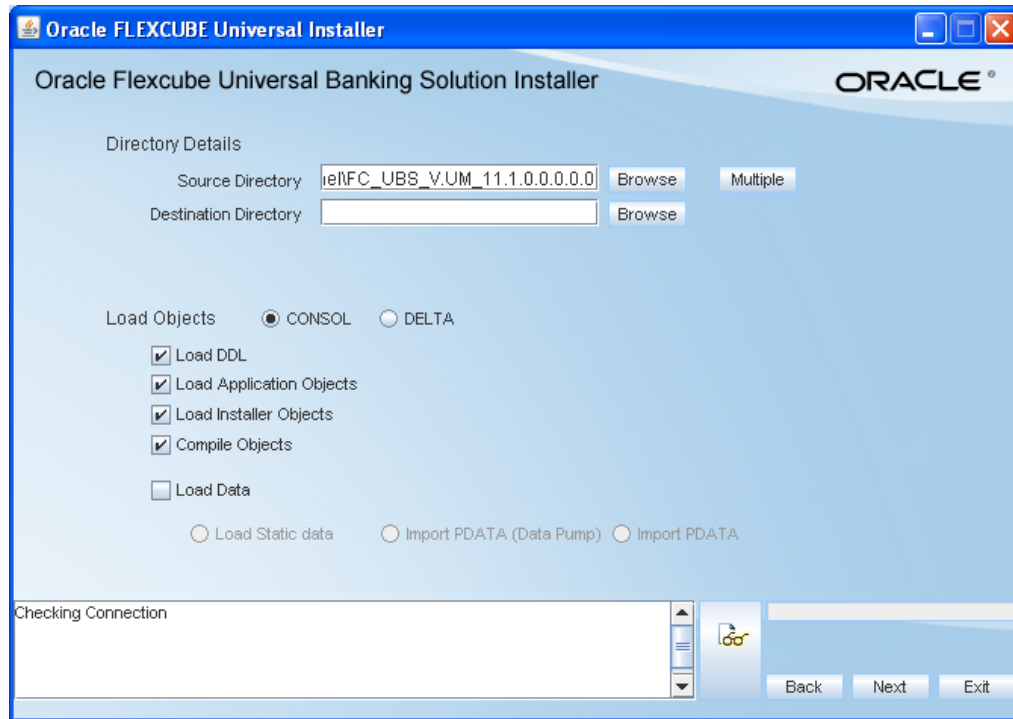 Oracle FLEXCUBE Universal Installer
Oracle Flexcube Universal Banking Solution Installer
ORACLE®
Directory Details
Source Directory
\FC_UBS_V.UM_11.1.0.0.0.0.0
Browse
Multiple
Destination Directory
Browse
Load Objects
CONSOL
DELTA
Load DDL
Load Application Objects
Load Installer Objects
Compile Objects
Load Data
Load Static data
Import PDATA (Data Pump)
Import PDATA
Checking Connection
Back
Next
Exit